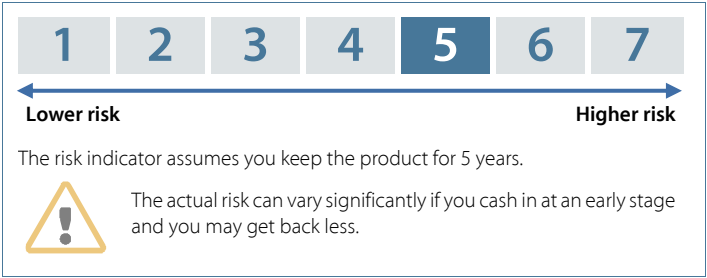 1 2 3 4 5 6 7
Lower risk Higher risk
The risk indicator assumes you keep the product for 5 years.
The actual risk can vary significantly if you cash in at an early stage
and you may get back less.